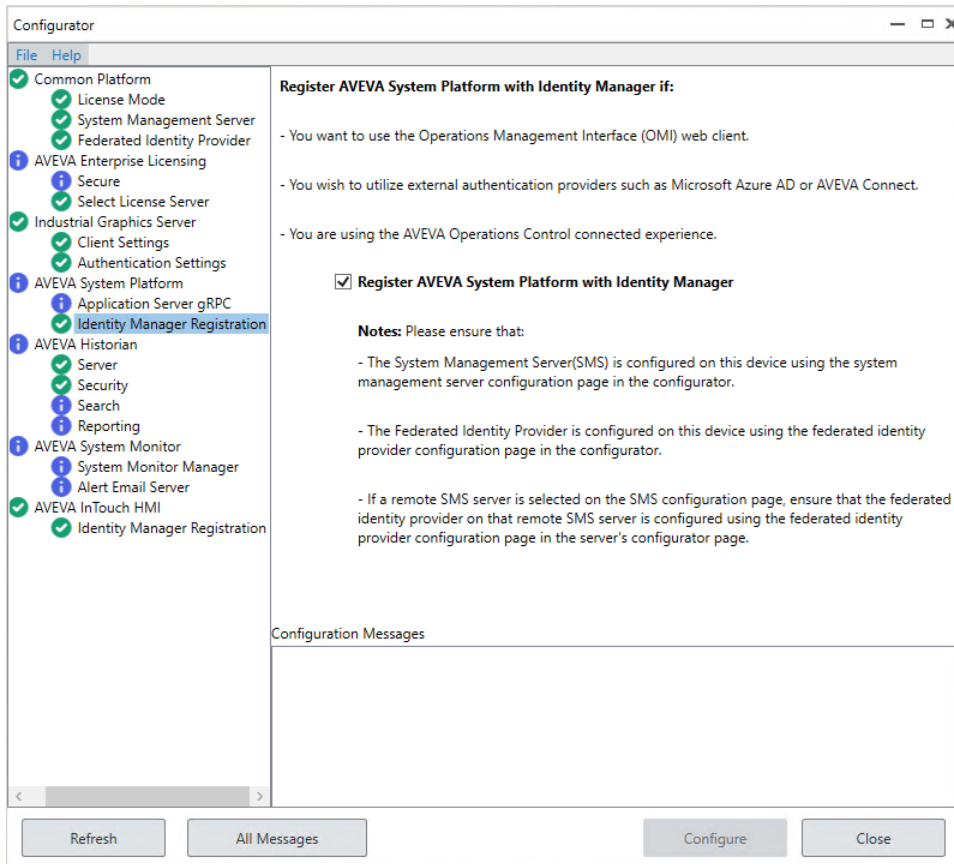 Configurator
File Help
Common Platform
License Mode
System Management Server
Federated Identity Provider
AVEVA Enterprise Licensing
Secure
Select License Server
Industrial Graphics Server
Client Settings
Authentication Settings
AVEVA System Platform
Application Server gRPC
Identity Manager Registration
AVEVA Historian
Server
Security
Search
Reporting
AVEVA System Monitor
System Monitor Manager
Alert Email Server
AVEVA InTouch HMI
Identity Manager Registration
Register AVEVA System Platform with Identity Manager if:
- You want to use the Operations Management Interface (OMI) web client.
- You wish to utilize external authentication providers such as Microsoft Azure AD or AVEVA Connect.
- You are using the AVEVA Operations Control connected experience.
Register AVEVA System Platform with Identity Manager
Notes: Please ensure that:
- The System Management Server(SMS) is configured on this device using the system
management server configuration page in the configurator.
- The Federated Identity Provider is configured on this device using the federated identity
provider configuration page in the configurator.
- If a remote SMS server is selected on the SMS configuration page, ensure that the federated
identity provider on that remote SMS server is configured using the federated identity
provider configuration page in the server's configurator page.
Configuration Messages
Refresh
All Messages
Configure
Close